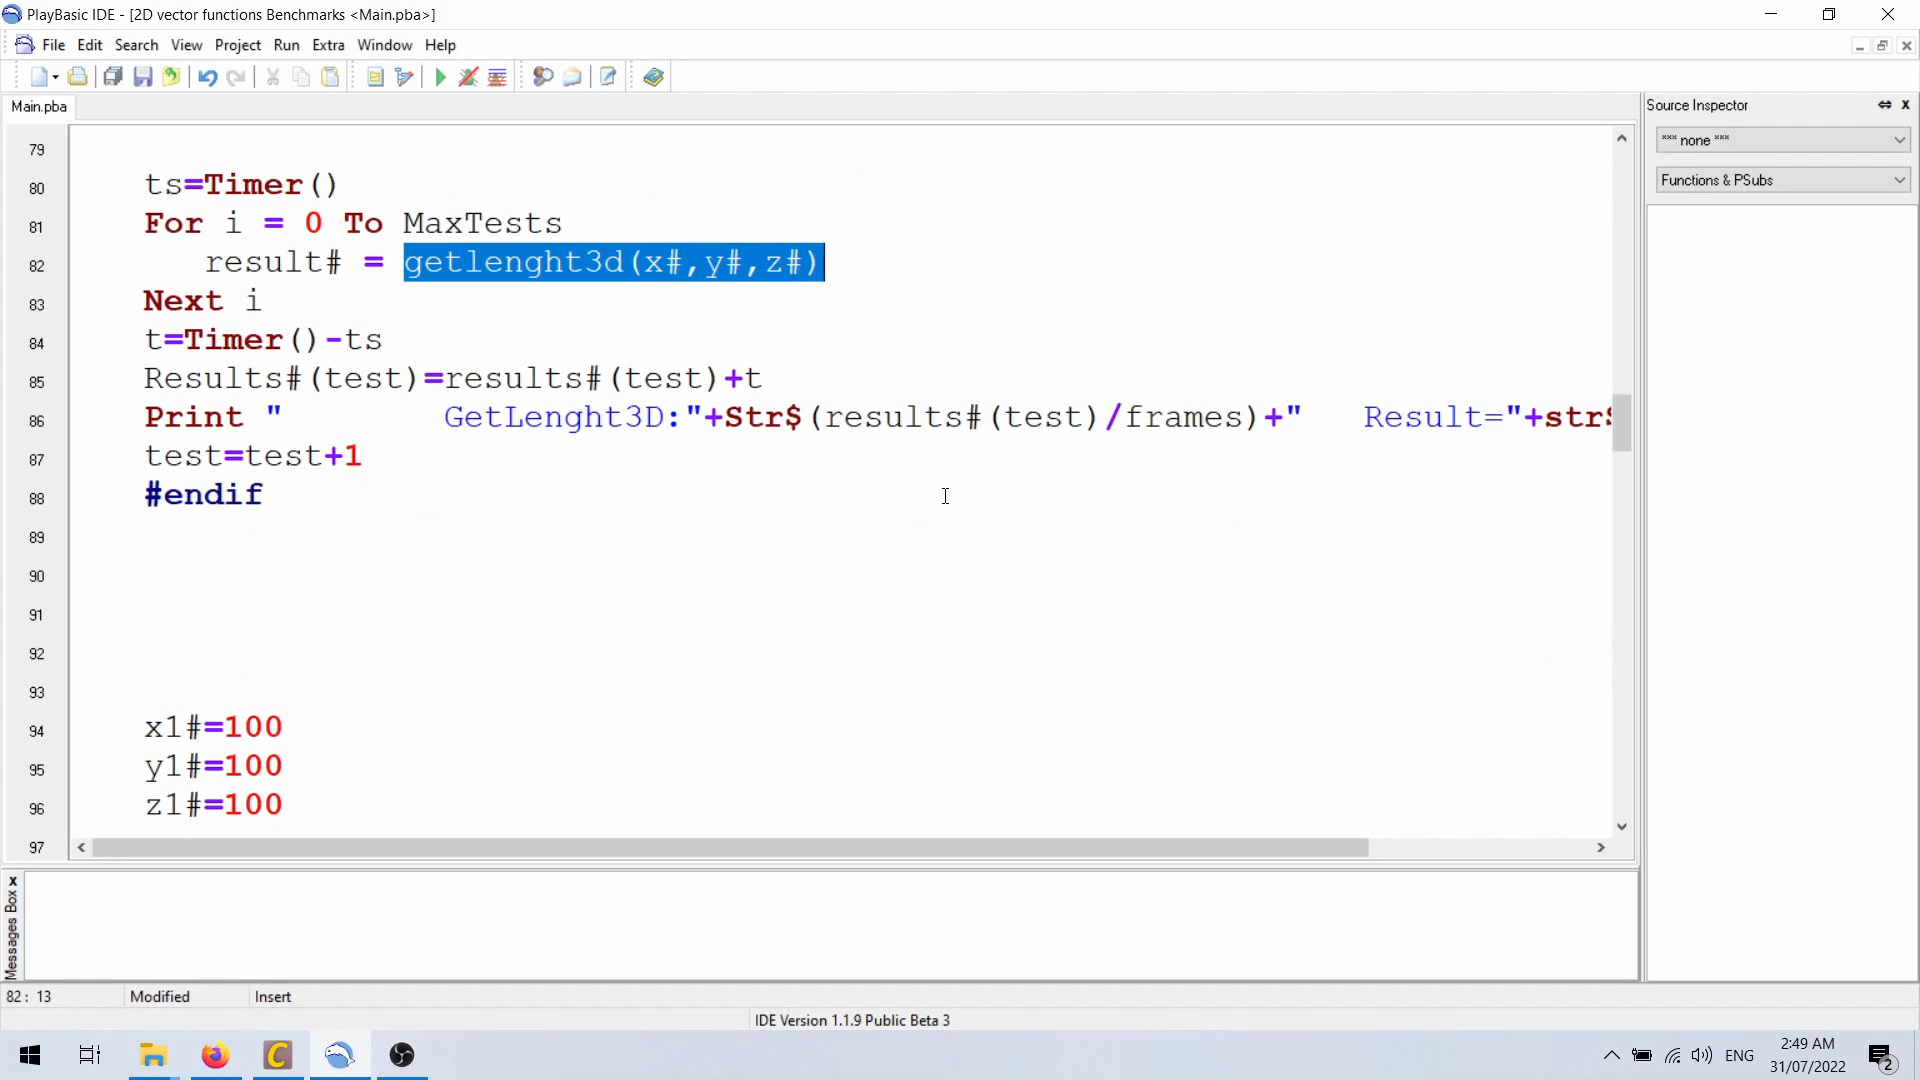 PlayBasic IDE - [2D vector functions Benchmarks <Main.pba>]
File Edit Search View Project Run Extra Window Help
Main.pba
Source Inspector
*** none ***
Functions & PSubs
79
80 ts=Timer()
81 For i = 0 To MaxTests
82 result# = getlenght3d(x#,y#,z#)
83 Next i
84 t=Timer()-ts
85 Results#(test)=results#(test)+t
86 Print " GetLenght3D:"+Str$(results#(test)/frames)+" Result="+str$
87 test=test+1
88 #endif
89
90
91
92
93
94 x1#=100
95 y1#=100
96 z1#=100
97
Messages Box
82: 13 Modified Insert
IDE Version 1.1.9 Public Beta 3
ENG
2:49 AM
31/07/2022
2